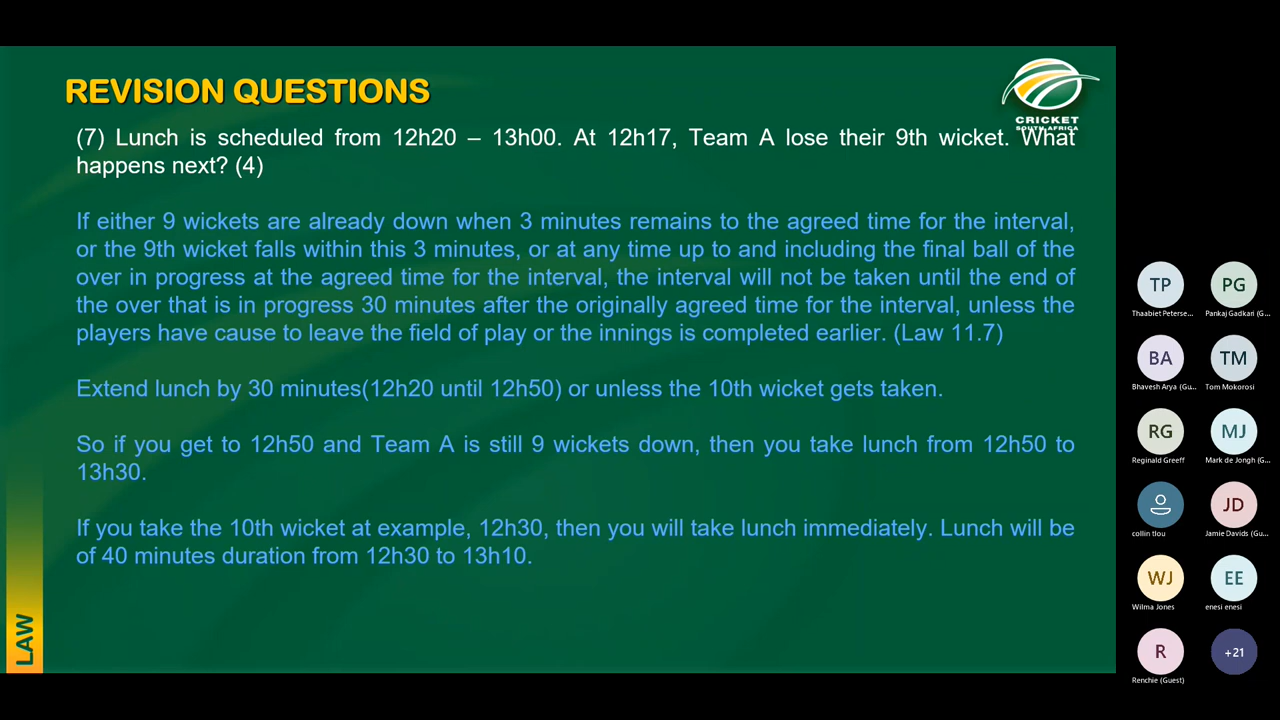 REVISION QUESTIONS
CRICKET
SOUTH AFRICA
(7) Lunch is scheduled from 12h20 – 13h00. At 12h17, Team A lose their 9th wicket. What
happens next? (4)
If either 9 wickets are already down when 3 minutes remains to the agreed time for the interval,
or the 9th wicket falls within this 3 minutes, or at any time up to and including the final ball of the
over in progress at the agreed time for the interval, the interval will not be taken until the end of
the over that is in progress 30 minutes after the originally agreed time for the interval, unless the
players have cause to leave the field of play or the innings is completed earlier. (Law 11.7)
Extend lunch by 30 minutes(12h20 until 12h50) or unless the 10th wicket gets taken.
So if you get to 12h50 and Team A is still 9 wickets down, then you take lunch from 12h50 to
13h30.
If you take the 10th wicket at example, 12h30, then you will take lunch immediately. Lunch will be
of 40 minutes duration from 12h30 to 13h10.
LAW
TP
Thaabiet Peterse...
PG
Pankaj Gadkari (G...
BA
Bhavesh Arya (Gu...
TM
Tom Mokorosi
RG
Reginald Greeff
MJ
Mark de Jongh (G...
collin tlou
JD
Jamie Davids (Gu...
WJ
Wilma Jones
EE
enesi enesi
R
Renchie (Guest)
+21